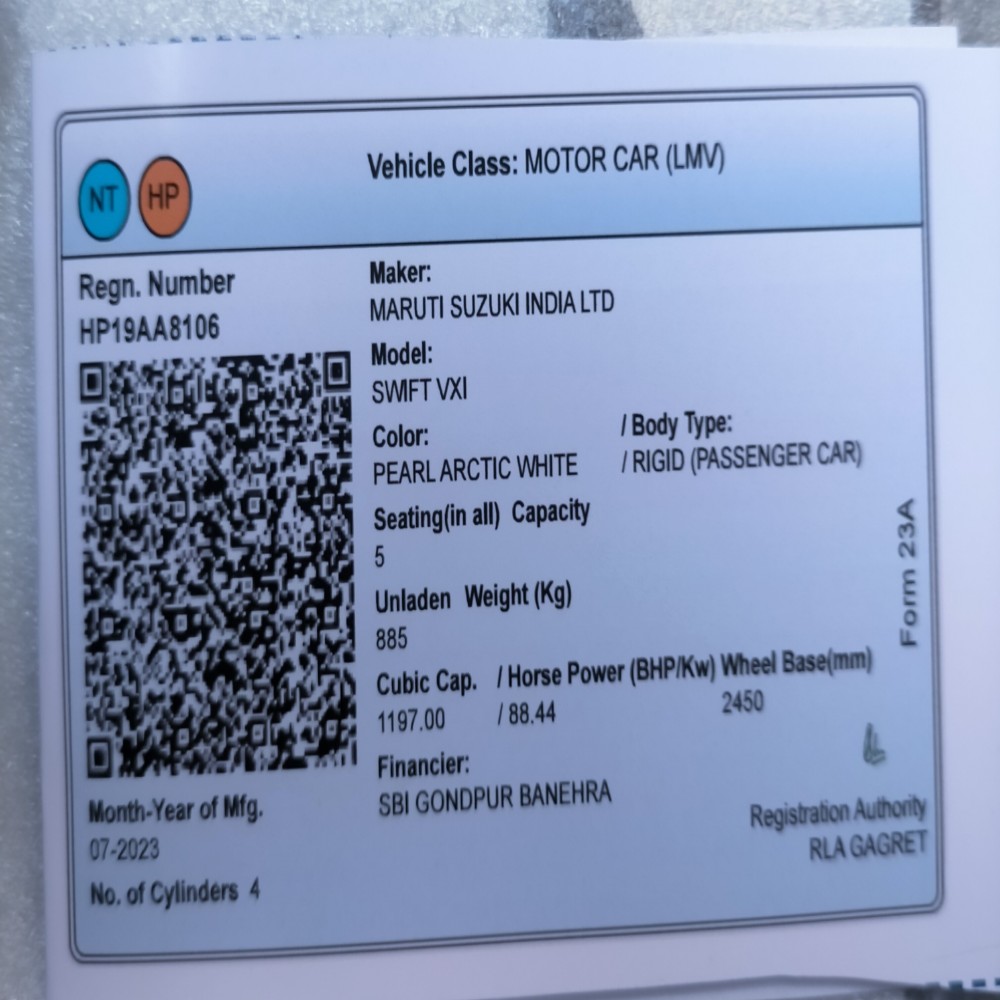 NT HP
Vehicle Class: MOTOR CAR (LMV)
Regn. Number
HP19AA8106
Maker:
MARUTI SUZUKI INDIA LTD
Model:
SWIFT VXI
Color: / Body Type:
PEARL ARCTIC WHITE / RIGID (PASSENGER CAR)
Seating(in all) Capacity
5
Unladen Weight (Kg)
885
Cubic Cap. / Horse Power (BHP/Kw) Wheel Base(mm)
1197.00 / 88.44 2450
Financier:
SBI GONDPUR BANEHRA
Month-Year of Mfg.
07-2023
No. of Cylinders 4
Form 23A
Registration Authority
RLA GAGRET